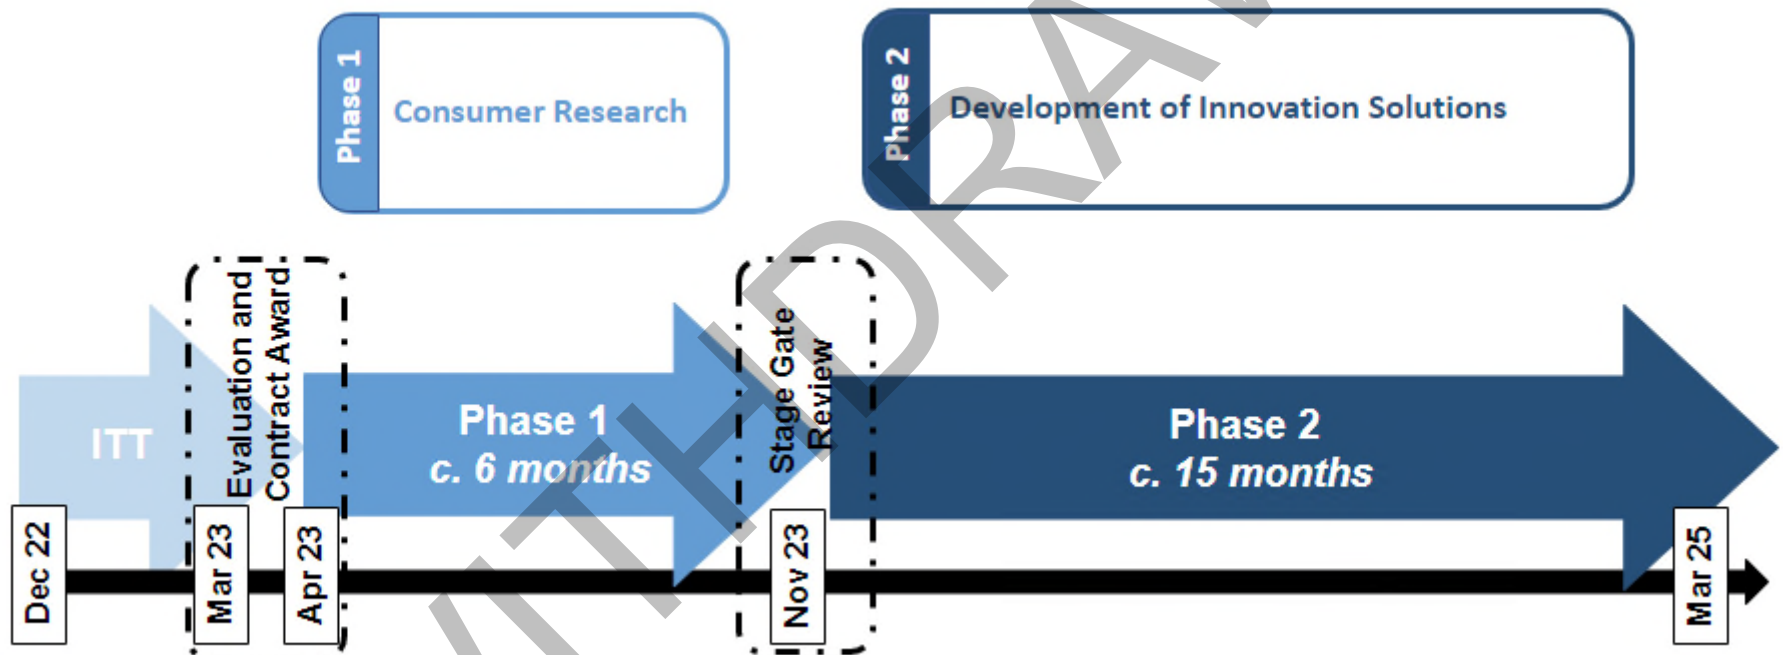 Phase 1
Consumer Research
Phase 2
Development of Innovation Solutions
ITT
Evaluation and
Contract Award
Phase 1
c. 6 months
Stage Gate
Review
Phase 2
c. 15 months
Dec 22
Mar 23
Apr 23
Nov 23
Mar 25
WITHDRAW